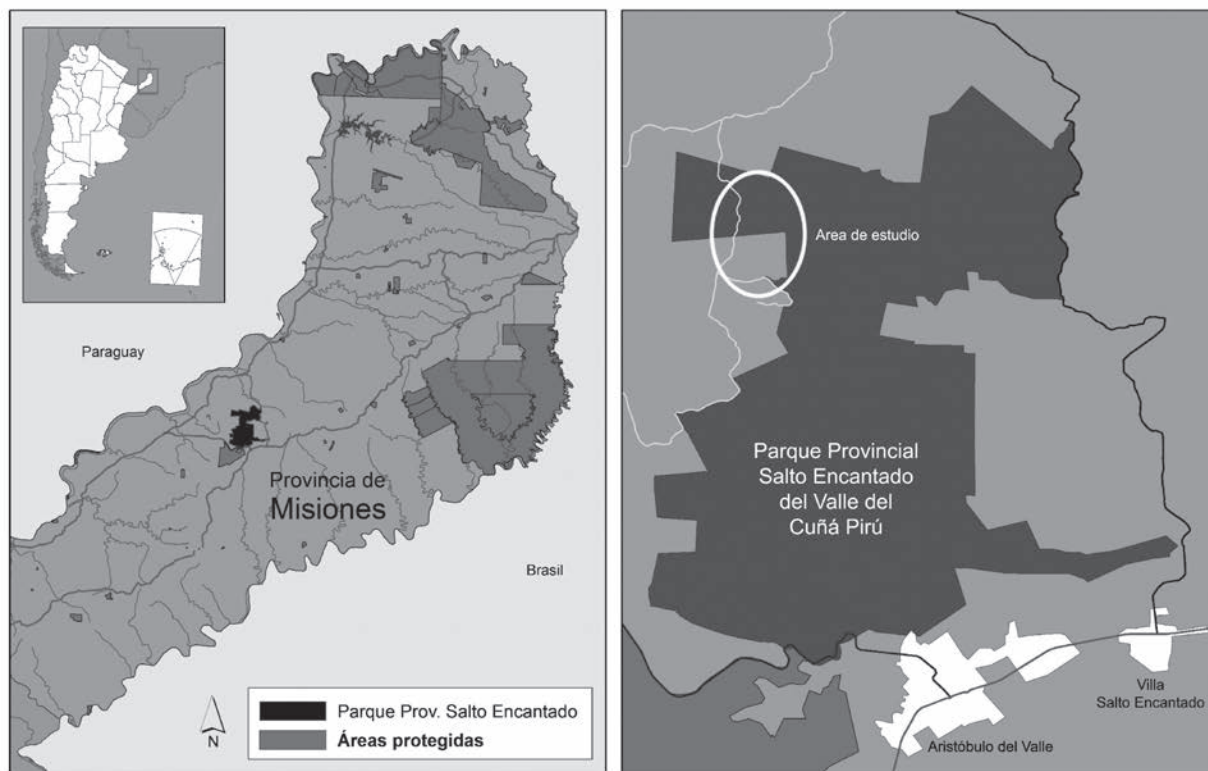 Paraguay
Provincia de
Misiones
Brasil
N
Parque Prov. Salto Encantado
Áreas protegidas
Area de estudio
Parque Provincial
Salto Encantado
del Valle del
Cuñá Pirú
Villa
Salto Encantado
Aristóbulo del Valle